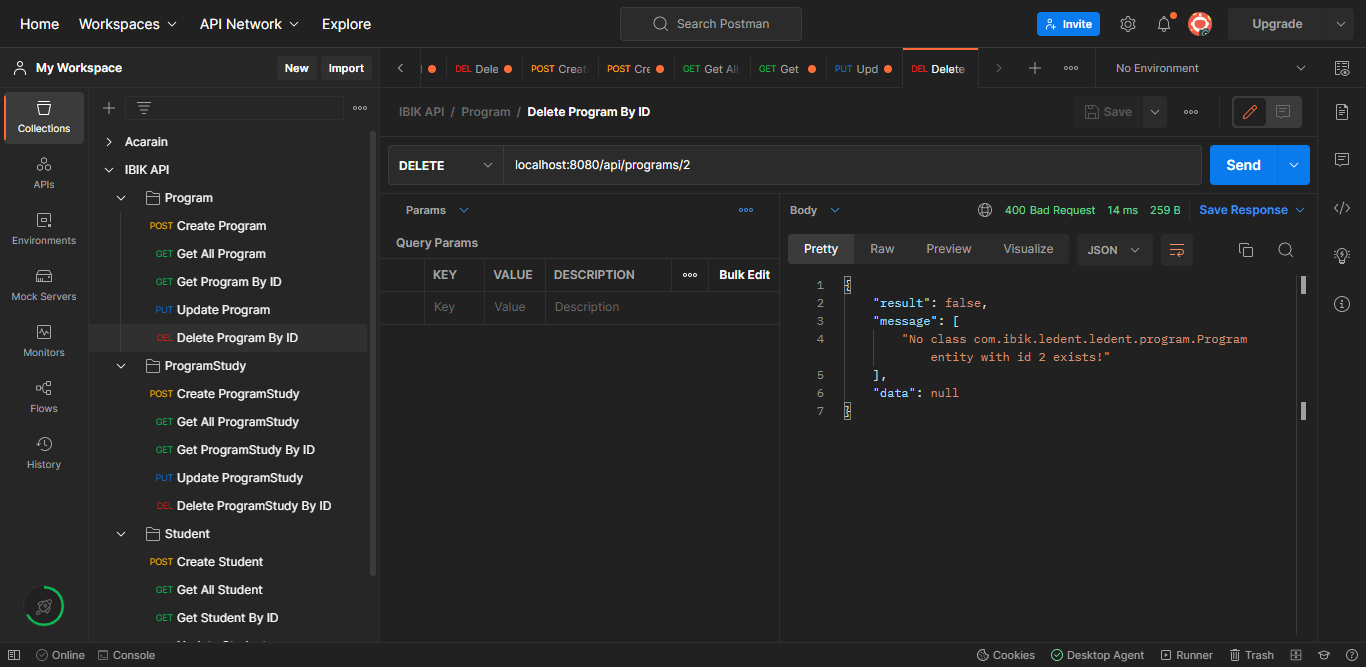 Home Workspaces API Network Explore Search Postman Invite Upgrade
My Workspace New Import
DEL Dele POST Creat POST Cre GET Get All GET Get PUT Upd DEL Delete No Environment
Collections
APIs
Environments
Mock Servers
Monitors
Flows
History
Acarain
IBIK API
Program
POST Create Program
GET Get All Program
GET Get Program By ID
PUT Update Program
DEL Delete Program By ID
ProgramStudy
POST Create ProgramStudy
GET Get All ProgramStudy
GET Get ProgramStudy By ID
PUT Update ProgramStudy
DEL Delete ProgramStudy By ID
Student
POST Create Student
GET Get All Student
GET Get Student By ID
IBIK API / Program / Delete Program By ID Save
DELETE localhost:8080/api/programs/2 Send
Params
Query Params
KEY VALUE DESCRIPTION Bulk Edit
Key Value Description
Body 400 Bad Request 14 ms 259 B Save Response
Pretty Raw Preview Visualize JSON
1 {
2 "result": false,
3 "message": [
4 "No class com.ibik.ledent.ledent.program.Program
entity with id 2 exists!"
5 ],
6 "data": null
7 }
Online Console Cookies Desktop Agent Runner Trash